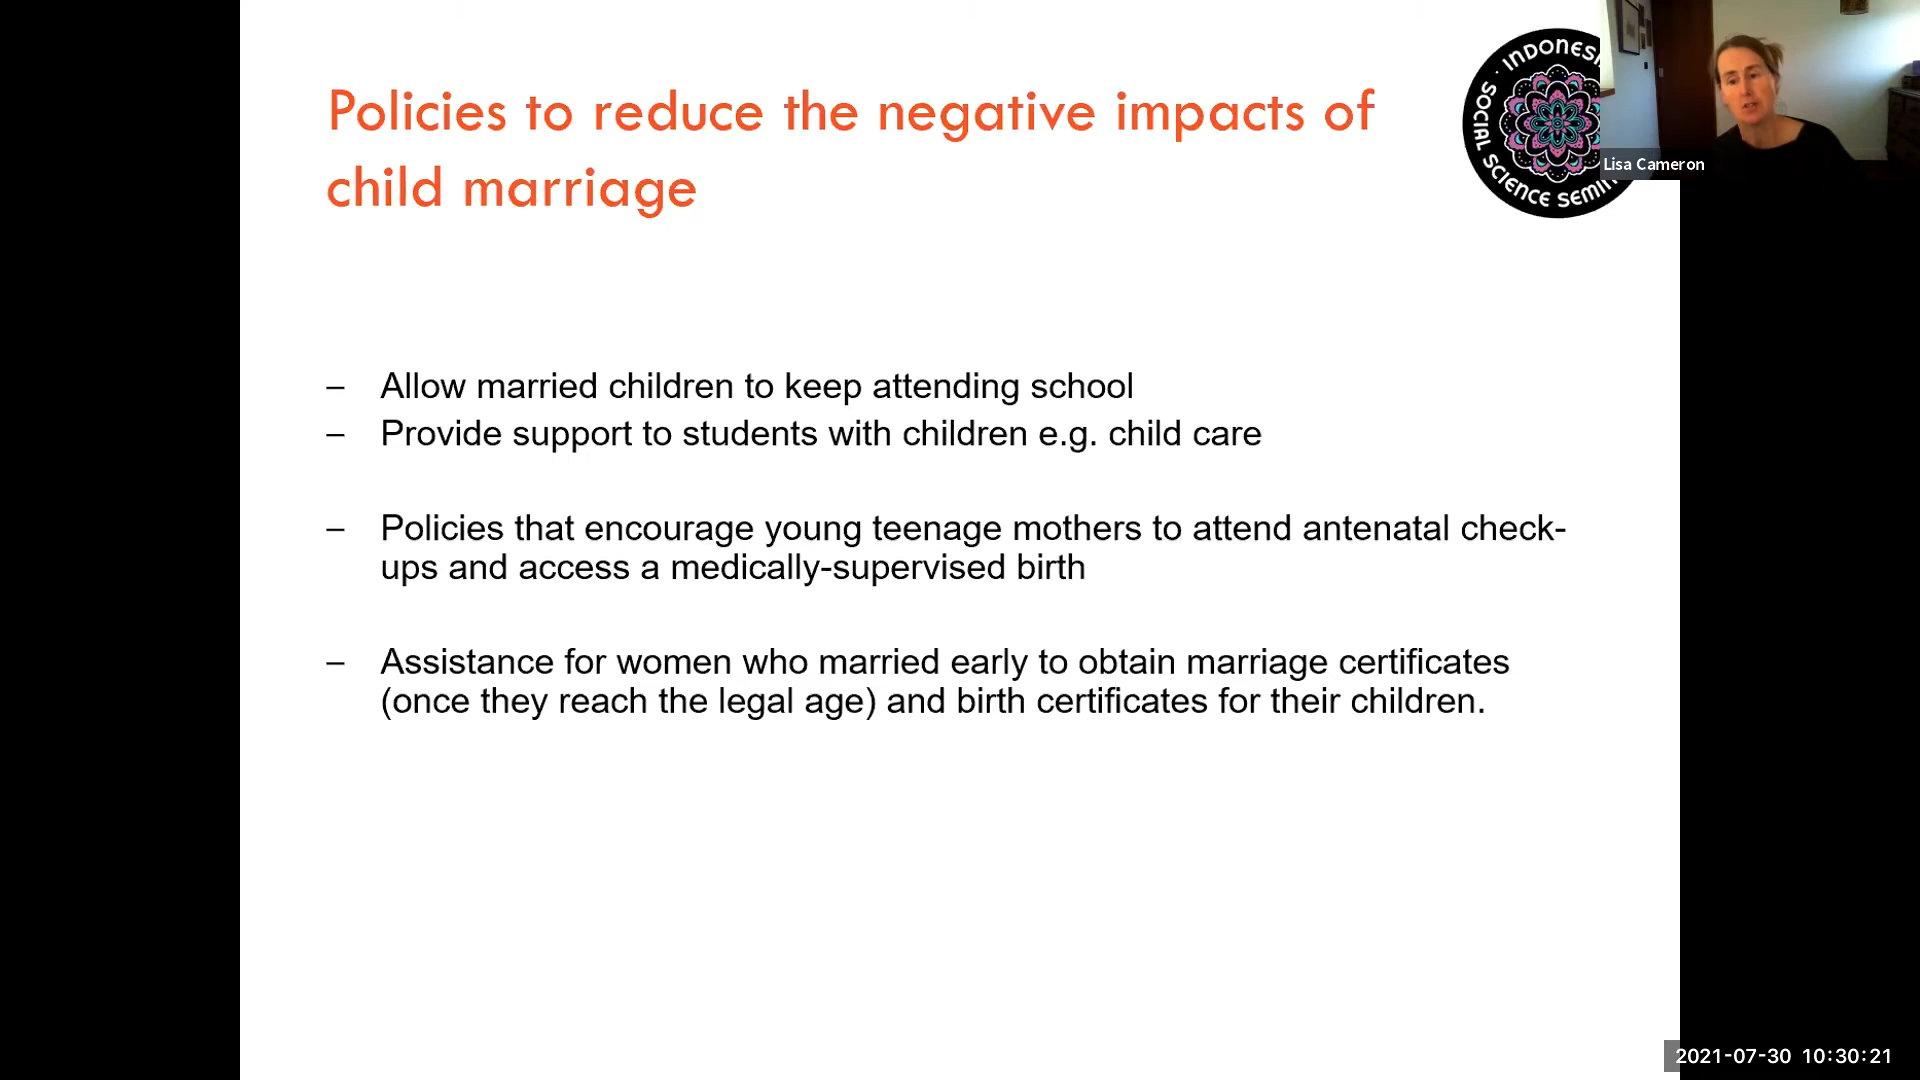 Policies to reduce the negative impacts of
child marriage
INDONES
SOCIAL SCIENCE SEMIN
Lisa Cameron
– Allow married children to keep attending school
– Provide support to students with children e.g. child care
– Policies that encourage young teenage mothers to attend antenatal check-
ups and access a medically-supervised birth
– Assistance for women who married early to obtain marriage certificates
(once they reach the legal age) and birth certificates for their children.
2021-07-30 10:30:21